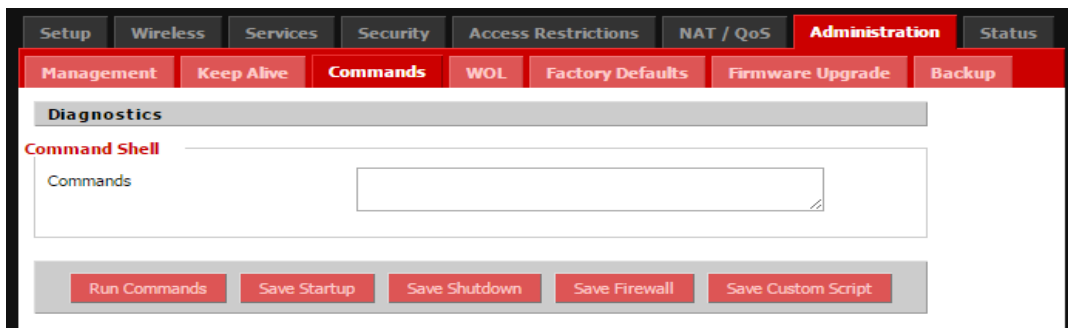 Setup Wireless Services Security Access Restrictions NAT / QoS Administration Status
Management Keep Alive Commands WOL Factory Defaults Firmware Upgrade Backup
Diagnostics
Command Shell
Commands
Run Commands Save Startup Save Shutdown Save Firewall Save Custom Script